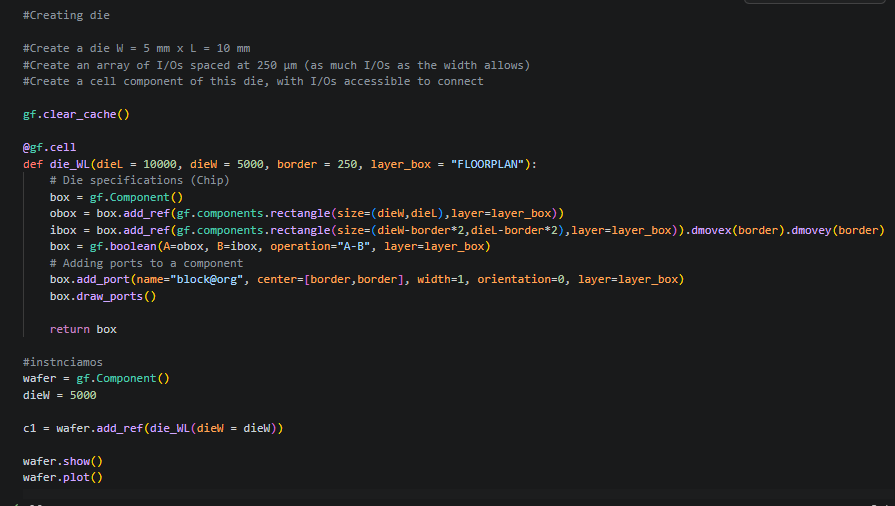 #Creating die
#Create a die W = 5 mm x L = 10 mm
#Create an array of I/Os spaced at 250 µm (as much I/Os as the width allows)
#Create a cell component of this die, with I/Os accessible to connect
gf.clear_cache()
@gf.cell
def die_WL(dieL = 10000, dieW = 5000, border = 250, layer_box = "FLOORPLAN"):
    # Die specifications (Chip)
    box = gf.Component()
    obox = box.add_ref(gf.components.rectangle(size=(dieW,dieL),layer=layer_box))
    ibox = box.add_ref(gf.components.rectangle(size=(dieW-border*2,dieL-border*2),layer=layer_box)).dmovex(border).dmovey(border)
    box = gf.boolean(A=obox, B=ibox, operation="A-B", layer=layer_box)
    # Adding ports to a component
    box.add_port(name="block@org", center=[border,border], width=1, orientation=0, layer=layer_box)
    box.draw_ports()
    return box
#instnciamos
wafer = gf.Component()
dieW = 5000
c1 = wafer.add_ref(die_WL(dieW = dieW))
wafer.show()
wafer.plot()